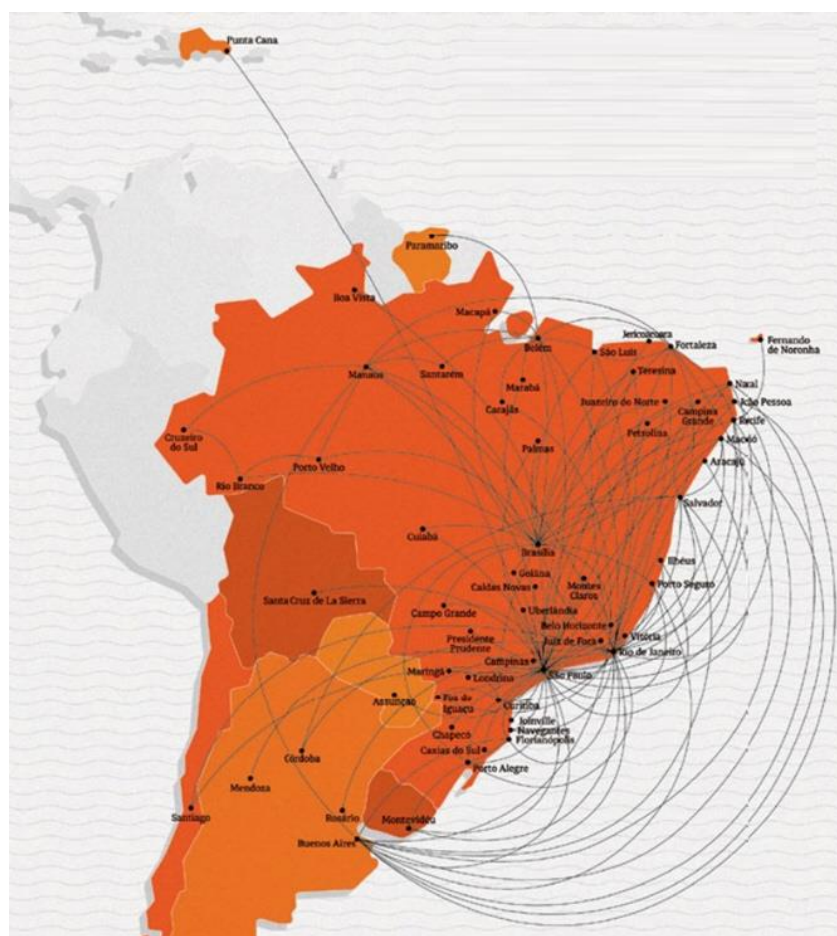 Punta Cana
Paramaribo
Boa Vista
Macapá
Belém
Jericoacoara
Fortaleza
Fernando
de Noronha
São Luis
Manaus
Santarém
Teresina
Marabá
Natal
Carajás
Juazeiro do Norte
Campina
Grande
João Pessoa
Recife
Cruzeiro
do Sul
Petrolina
Maceió
Palmas
Aracajú
Porto Velho
Rio Branco
Salvador
Cuiabá
Brasília
Ilhéus
Goiânia
Caldas Novas
Montes
Claros
Porto Seguro
Santa Cruz de La Sierra
Campo Grande
Uberlândia
Belo Horizonte
Vitória
Presidente
Prudente
Juiz de Fora
Rio de Janeiro
Campinas
Maringá
São Paulo
Londrina
Assunção
Foz do
Iguaçu
Curitiba
Joinville
Navegantes
Chapecó
Florianópolis
Caxias do Sul
Córdoba
Porto Alegre
Mendoza
Santiago
Rosário
Montevidéu
Buenos Aires